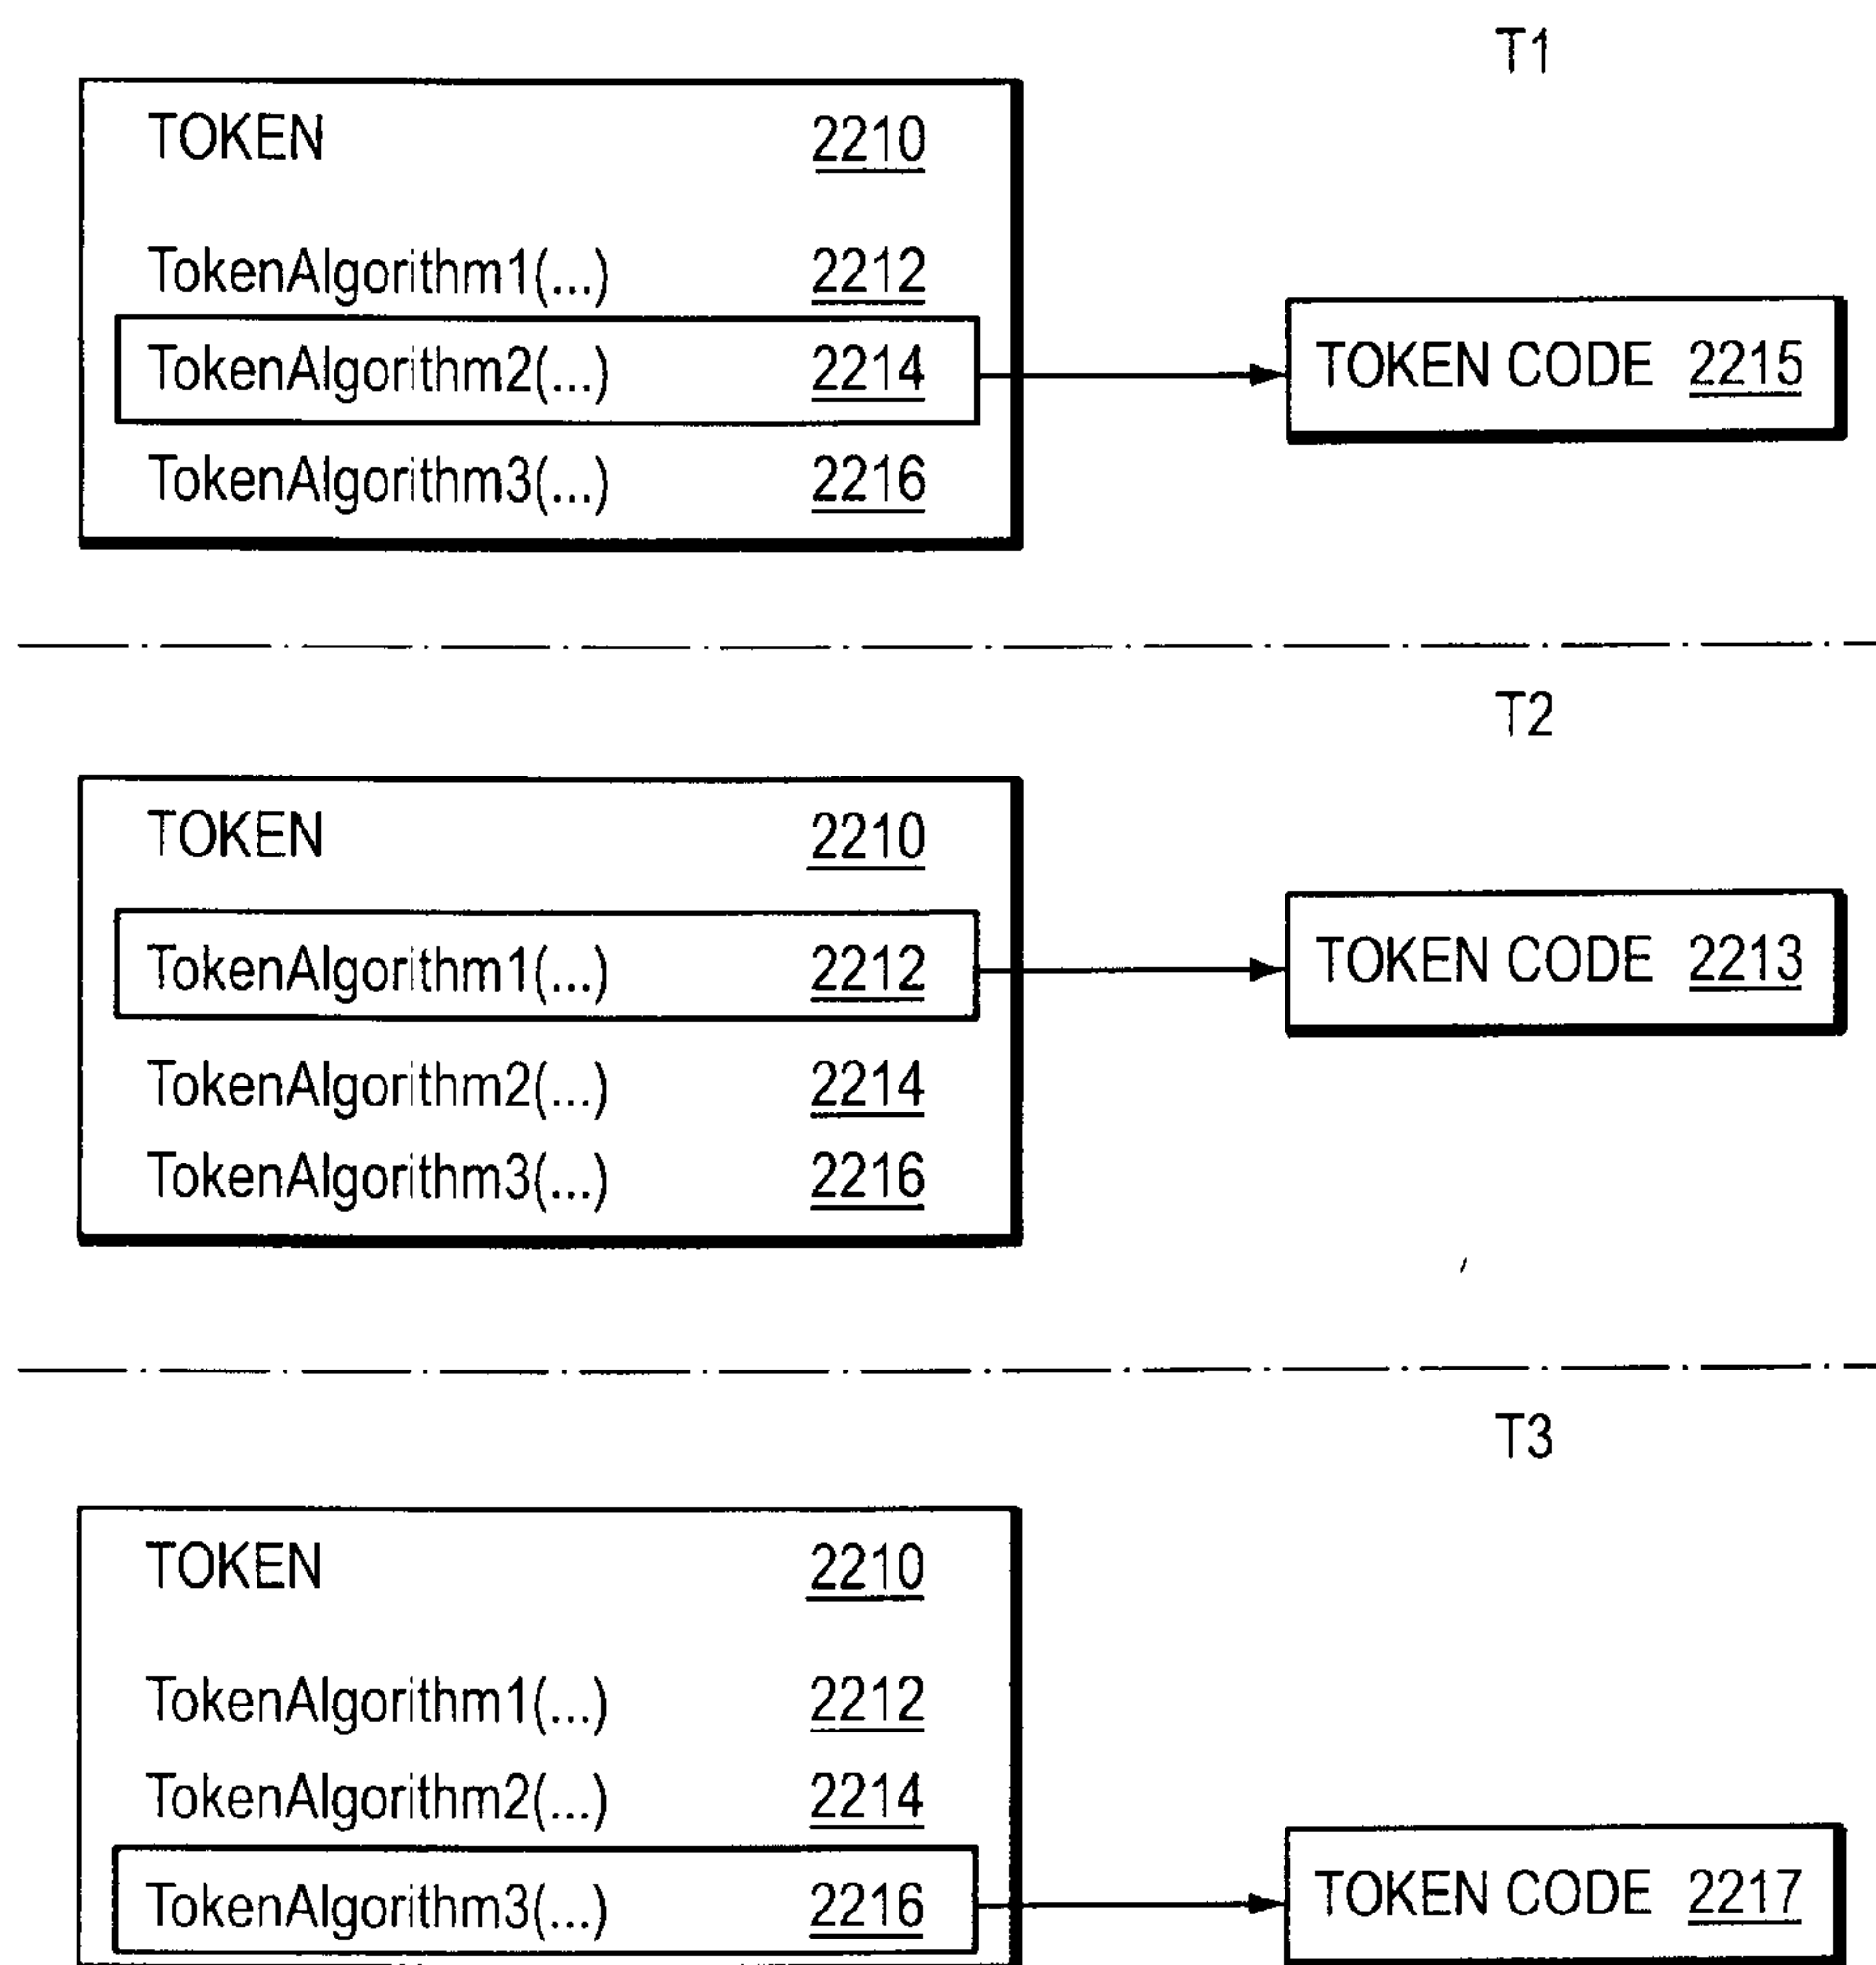 T1
TOKEN 2210
TokenAlgorithm1(...) 2212
TokenAlgorithm2(...) 2214
TOKEN CODE 2215
TokenAlgorithm3(...) 2216
T2
TOKEN 2210
TokenAlgorithm1(...) 2212
TOKEN CODE 2213
TokenAlgorithm2(...) 2214
TokenAlgorithm3(...) 2216
T3
TOKEN 2210
TokenAlgorithm1(...) 2212
TokenAlgorithm2(...) 2214
TokenAlgorithm3(...) 2216
TOKEN CODE 2217